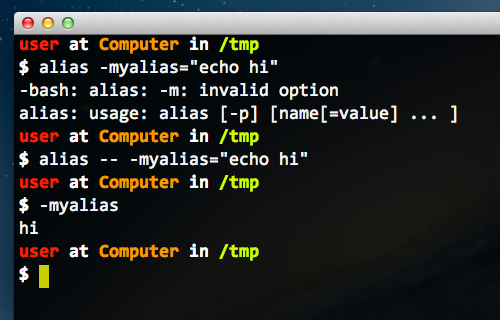 user at Computer in /tmp
$ alias -myalias="echo hi"
-bash: alias: -m: invalid option
alias: usage: alias [-p] [name[=value] ... ]
user at Computer in /tmp
$ alias -- -myalias="echo hi"
user at Computer in /tmp
$ -myalias
hi
user at Computer in /tmp
$